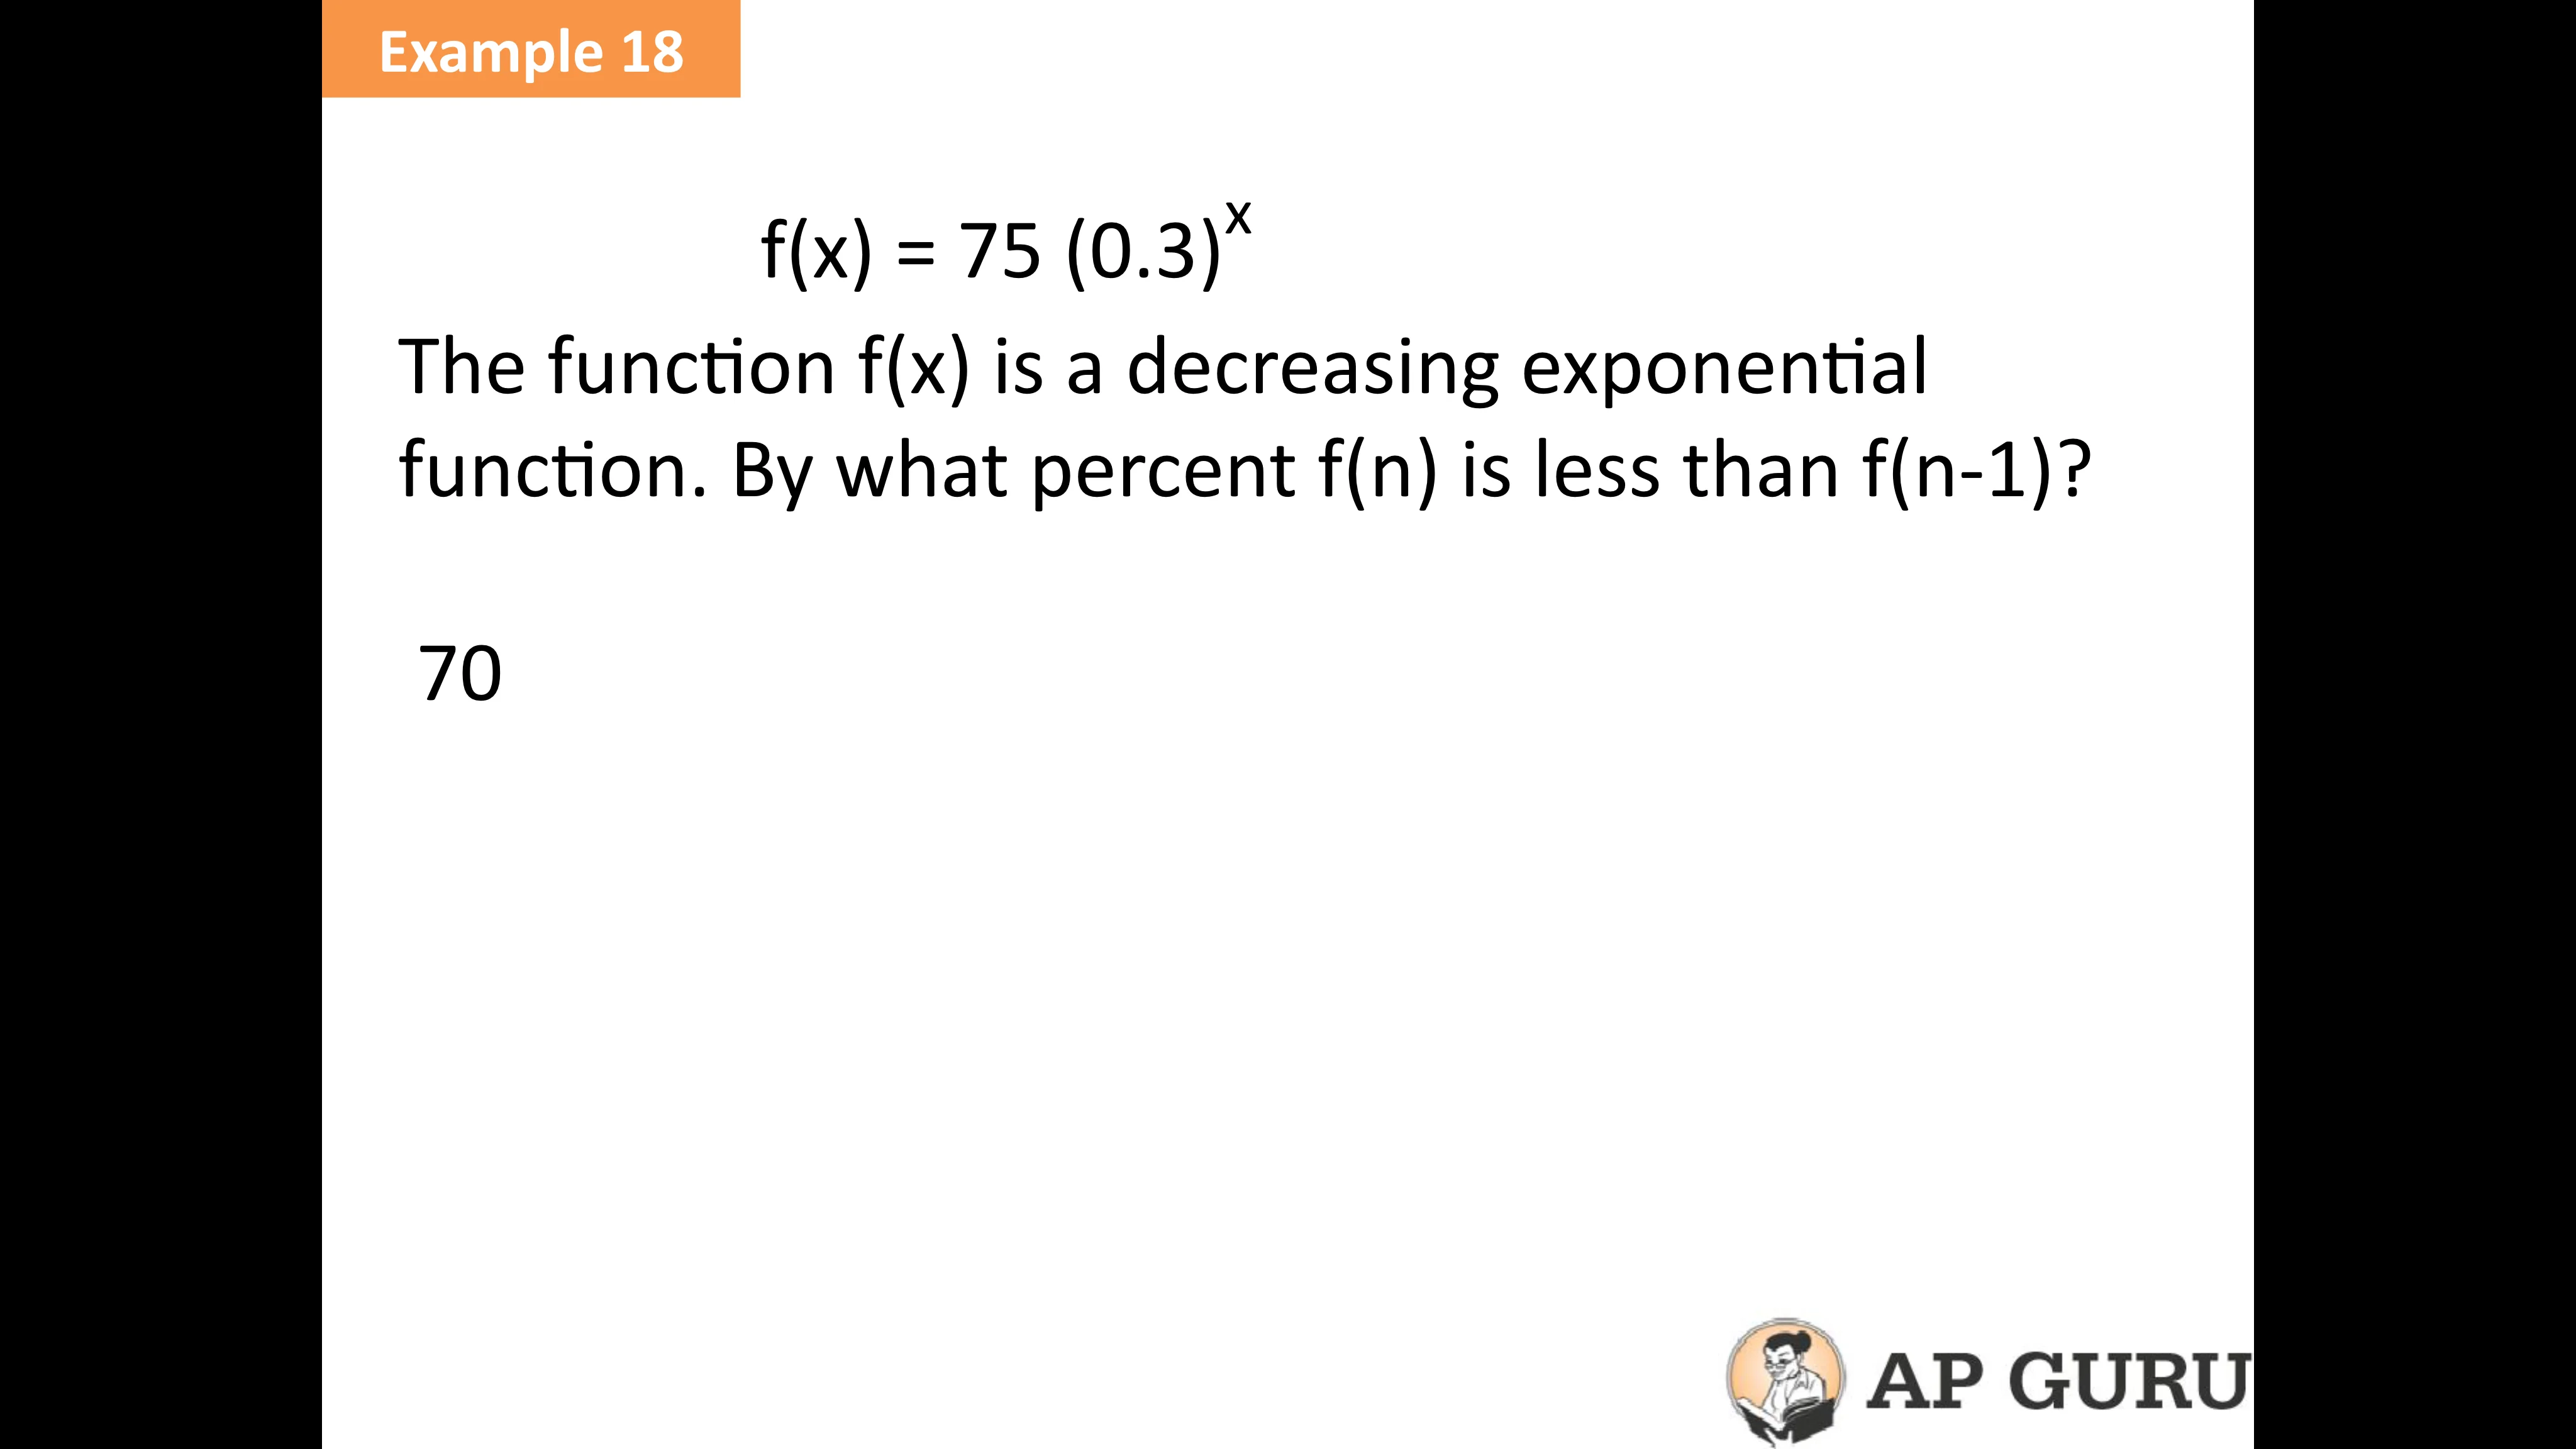 Example 18
f(x) = 75 (0.3)^x
The function f(x) is a decreasing exponential
function. By what percent f(n) is less than f(n-1)?
70
AP GURU